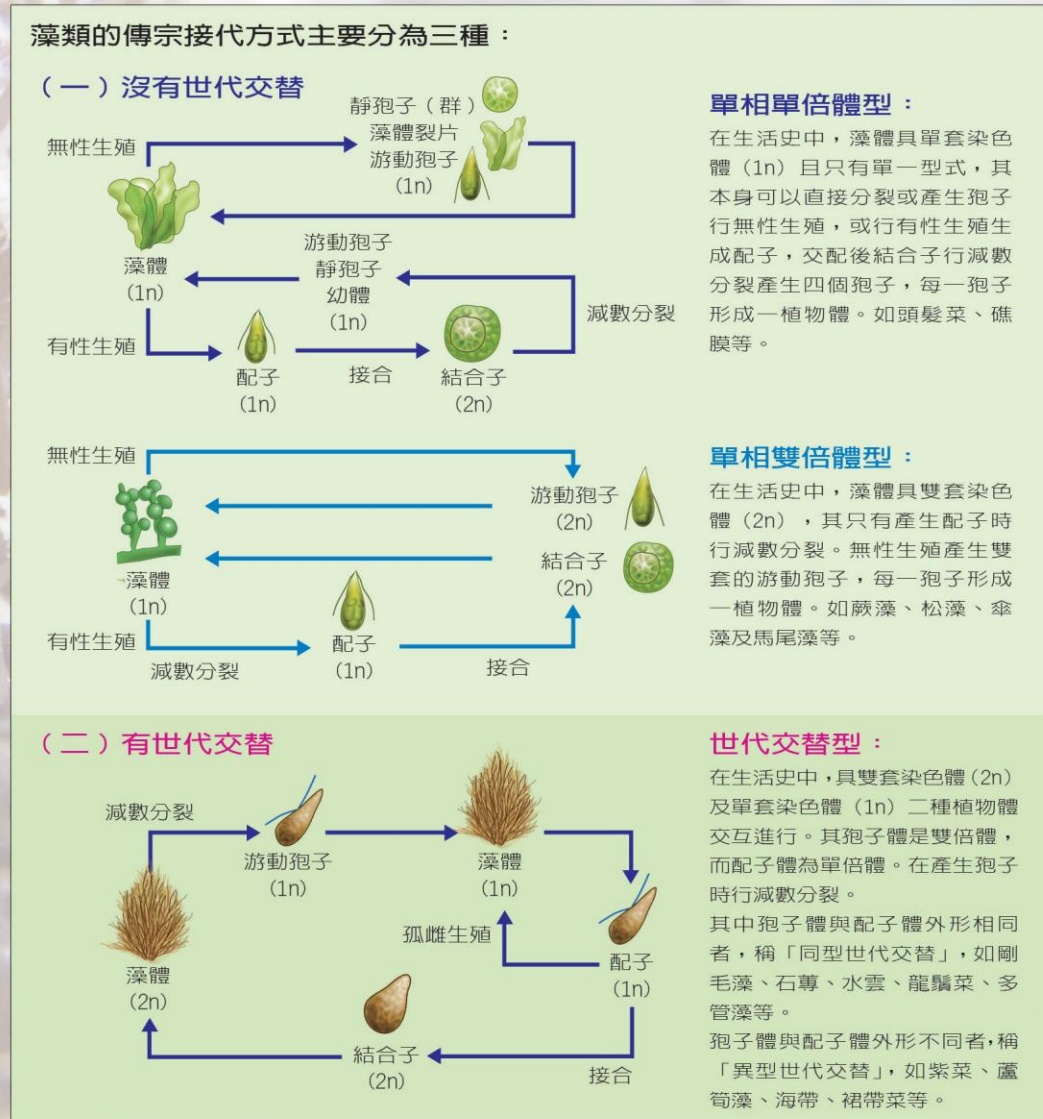 藻類的傳宗接代方式主要分為三種：
（一）沒有世代交替
無性生殖
靜孢子（群）
藻體裂片
游動孢子
(1n)
藻體
(1n)
游動孢子
靜孢子
幼體
(1n)
減數分裂
有性生殖
配子
(1n)
接合
結合子
(2n)
單相單倍體型：
在生活史中，藻體具單套染色
體（1n）且只有單一型式，其
本身可以直接分裂或產生孢子
行無性生殖，或行有性生殖生
成配子，交配後結合子行減數
分裂產生四個孢子，每一孢子
形成一植物體。如頭髮菜、礁
膜等。
無性生殖
游動孢子
(2n)
結合子
(2n)
藻體
(1n)
有性生殖
減數分裂
配子
(1n)
接合
單相雙倍體型：
在生活史中，藻體具雙套染色
體（2n），其只有產生配子時
行減數分裂。無性生殖產生雙
套的游動孢子，每一孢子形成
一植物體。如蕨藻、松藻、傘
藻及馬尾藻等。
（二）有世代交替
減數分裂
游動孢子
(1n)
藻體
(1n)
孤雌生殖
配子
(1n)
藻體
(2n)
結合子
(2n)
接合
世代交替型：
在生活史中，具雙套染色體（2n）
及單套染色體（1n）二種植物體
交互進行。其孢子體是雙倍體，
而配子體為單倍體。在產生孢子
時行減數分裂。
其中孢子體與配子體外形相同
者，稱「同型世代交替」，如剛
毛藻、石蓴、水雲、龍鬚菜、多
管藻等。
孢子體與配子體外形不同者，稱
「異型世代交替」，如紫菜、蘆
筍藻、海帶、裙帶菜等。